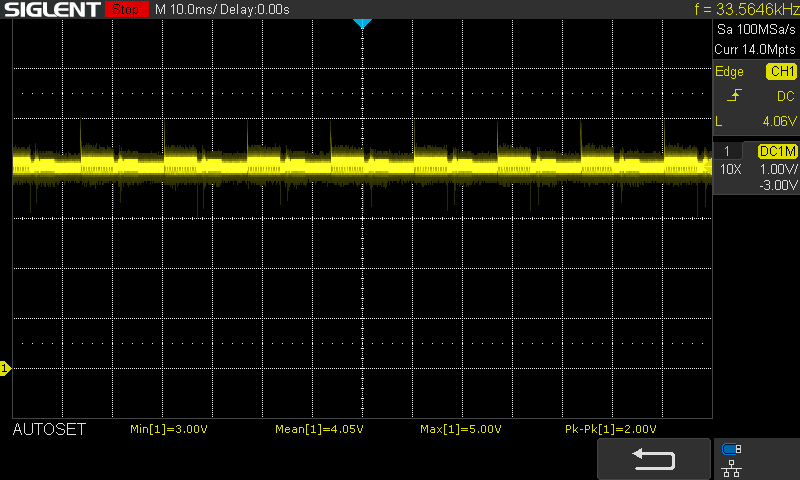 SIGLENT Stop M 10.0ms/ Delay:0.00s f = 33.5646kHz
Sa 100MSa/s
Curr 14.0Mpts
Edge CH1
DC
L 4.06V
1 DC1M
10X 1.00V/
-3.00V
1
AUTOSET Min[1]=3.00V Mean[1]=4.05V Max[1]=5.00V Pk-Pk[1]=2.00V